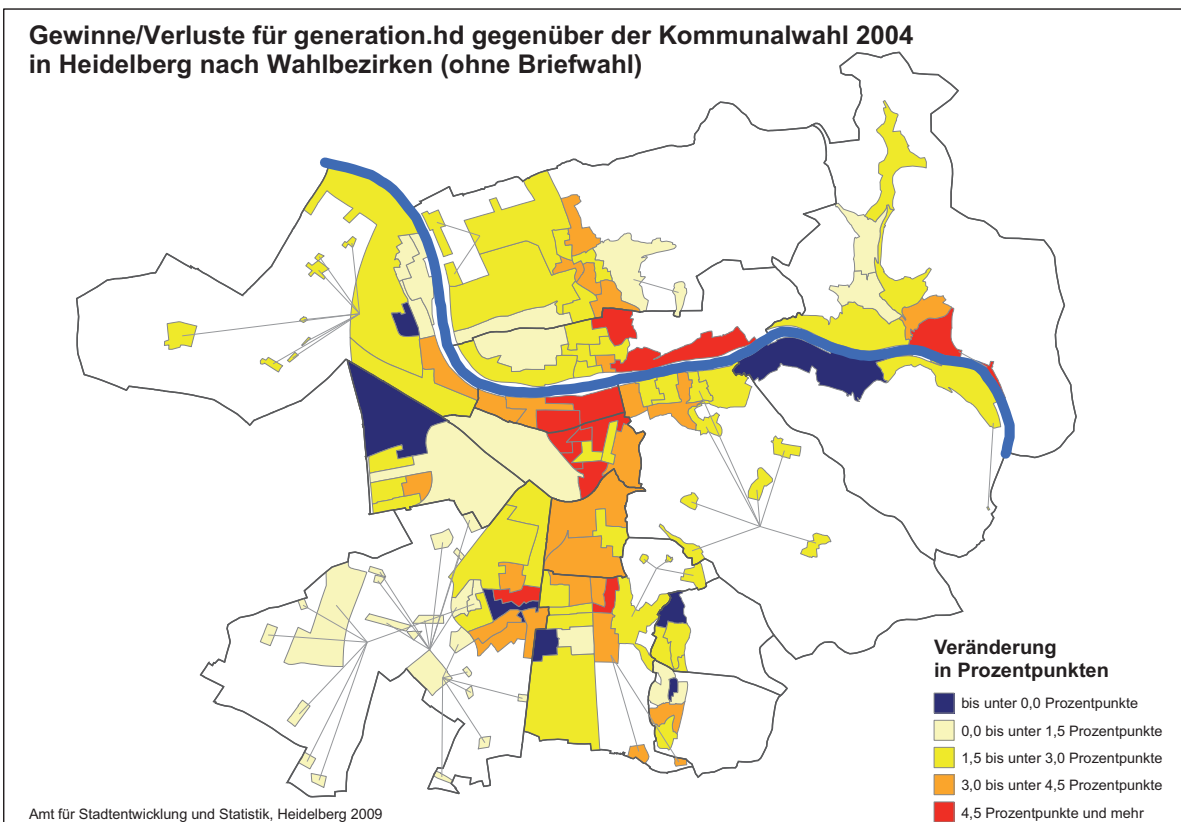 Gewinne/Verluste für generation.hd gegenüber der Kommunalwahl 2004
in Heidelberg nach Wahlbezirken (ohne Briefwahl)
Veränderung
in Prozentpunkten
bis unter 0,0 Prozentpunkte
0,0 bis unter 1,5 Prozentpunkte
1,5 bis unter 3,0 Prozentpunkte
3,0 bis unter 4,5 Prozentpunkte
4,5 Prozentpunkte und mehr
Amt für Stadtentwicklung und Statistik, Heidelberg 2009